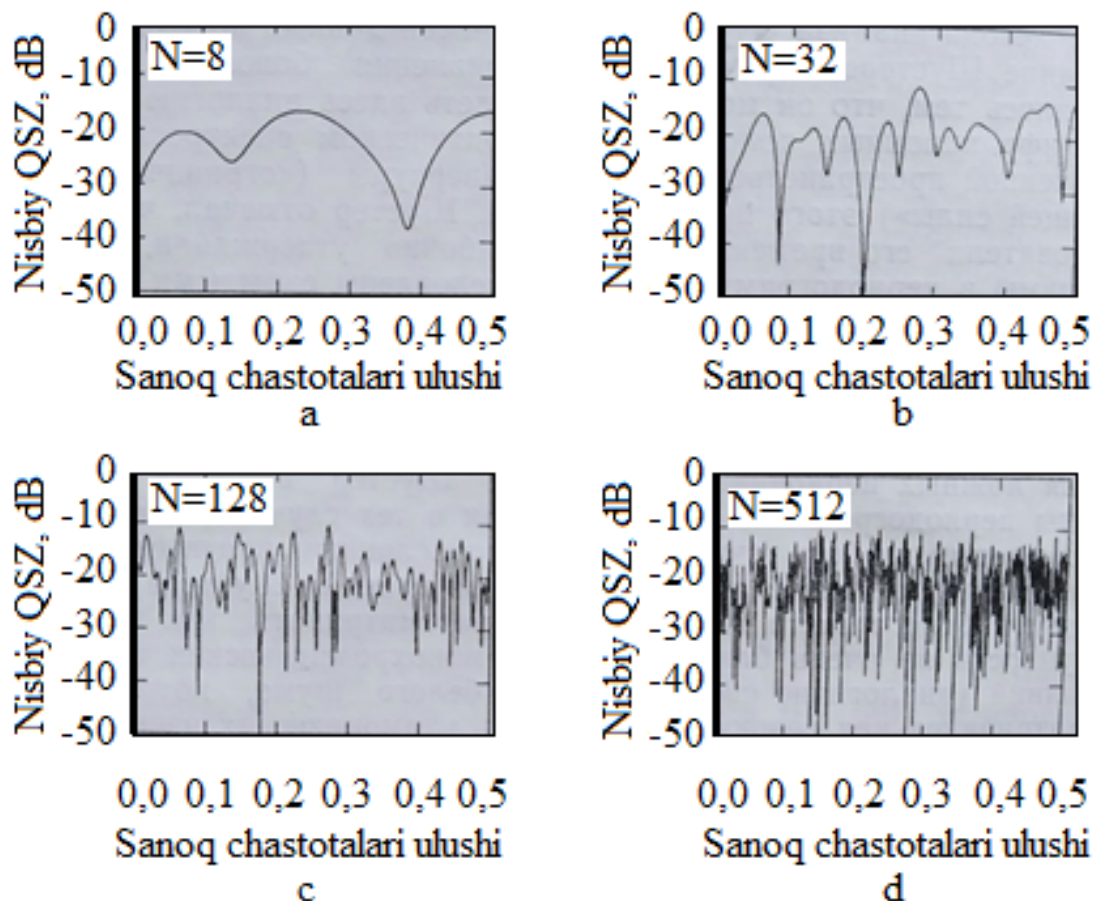 Nisbiy QSZ, dB
0
-10
-20
-30
-40
-50
N=8
0,0 0,1 0,2 0,3 0,4 0,5
Sanoq chastotalari ulushi
a
Nisbiy QSZ, dB
0
-10
-20
-30
-40
-50
N=32
0,0 0,1 0,2 0,3 0,4 0,5
Sanoq chastotalari ulushi
b
Nisbiy QSZ, dB
0
-10
-20
-30
-40
-50
N=128
0,0 0,1 0,2 0,3 0,4 0,5
Sanoq chastotalari ulushi
c
Nisbiy QSZ, dB
0
-10
-20
-30
-40
-50
N=512
0,0 0,1 0,2 0,3 0,4 0,5
Sanoq chastotalari ulushi
d